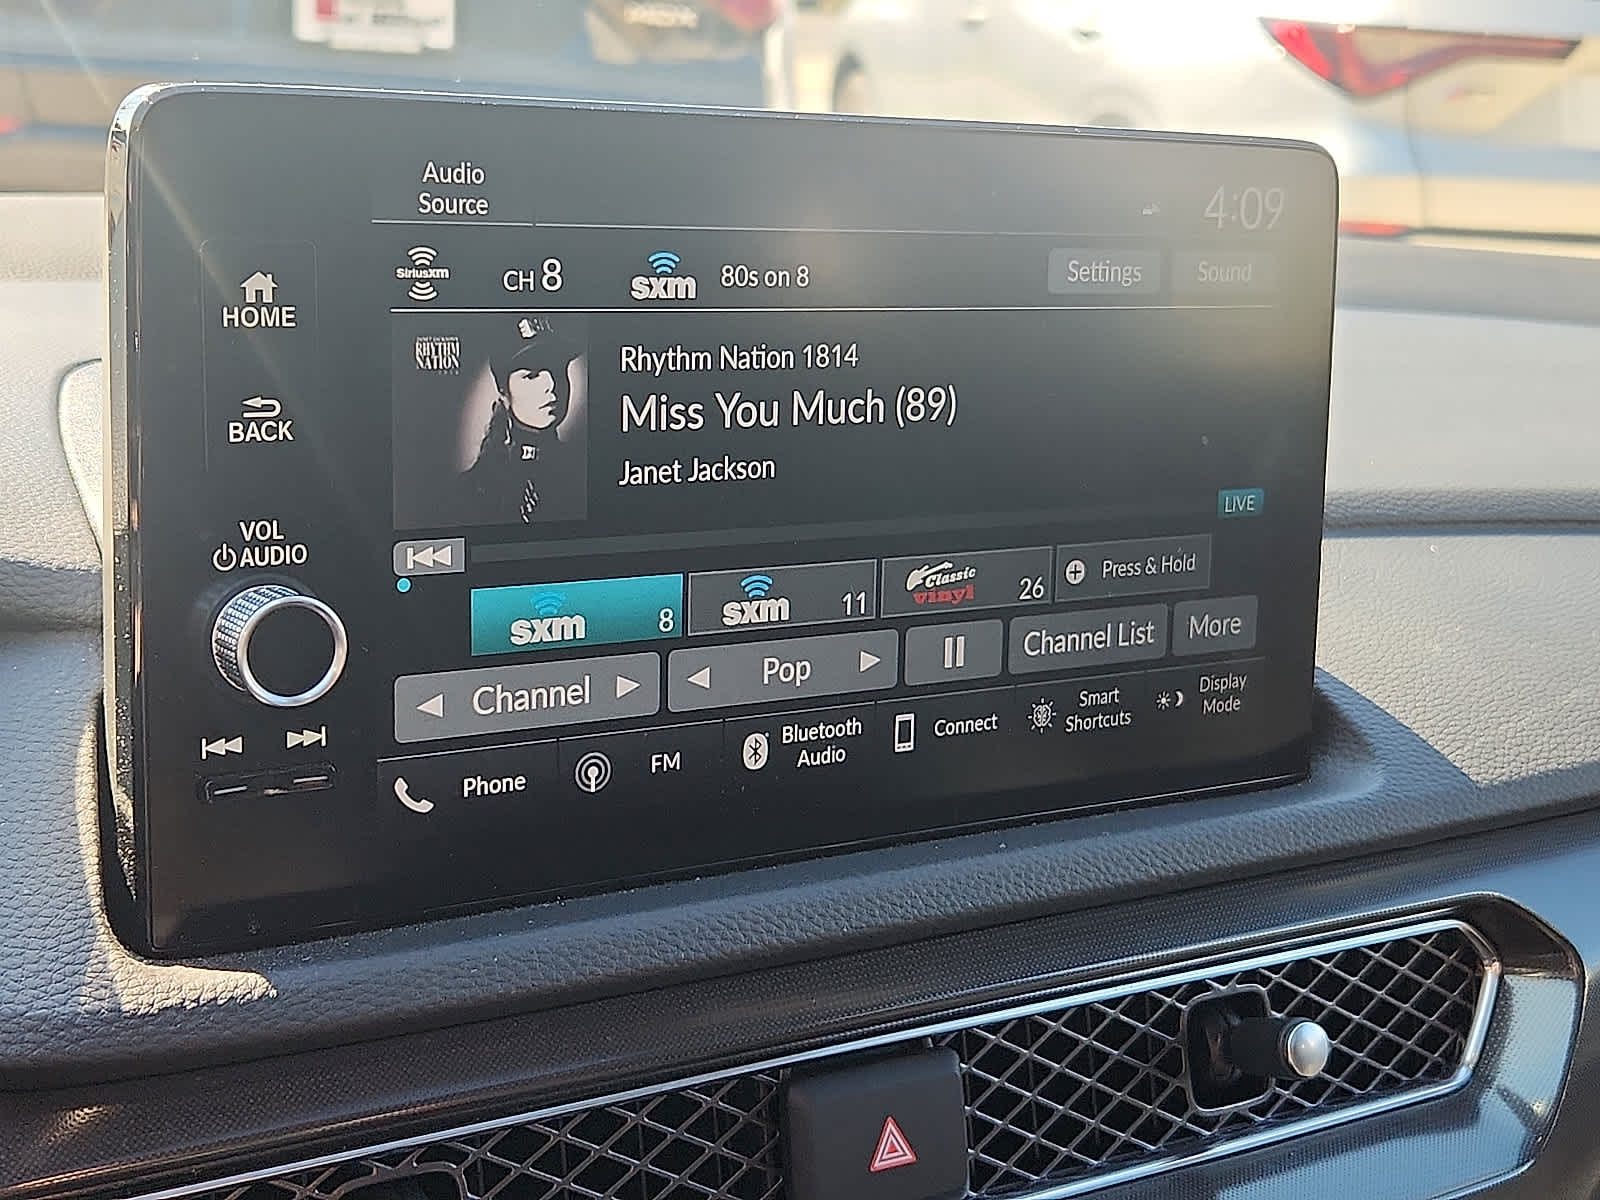 Audio
Source
4:09
SiriusXM
CH 8
sxm
80s on 8
Settings
Sound
HOME
BACK
VOL
AUDIO
RHYTHM
NATION
Rhythm Nation 1814
Miss You Much (89)
Janet Jackson
LIVE
sxm 8
sxm 11
Classic
vinyl 26
Press & Hold
Channel
Pop
Channel List
More
Phone
FM
Bluetooth
Audio
Connect
Smart
Shortcuts
Display
Mode